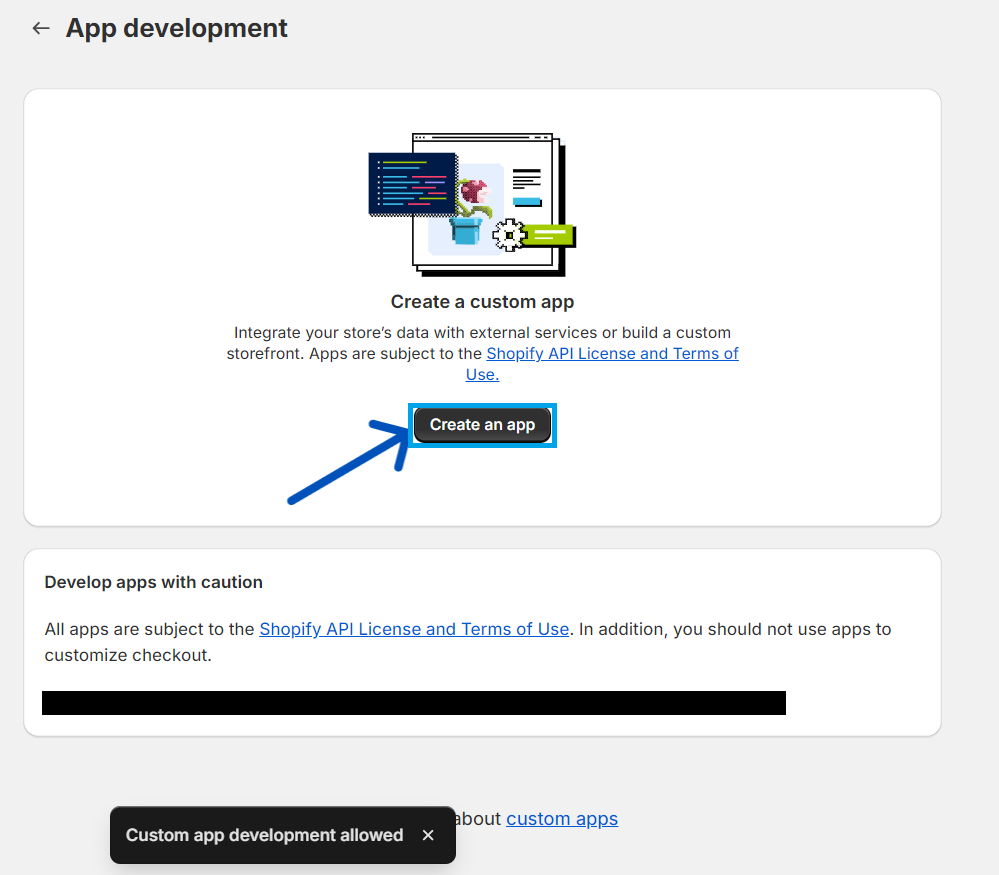 App development
Create a custom app
Integrate your store's data with external services or build a custom
storefront. Apps are subject to the Shopify API License and Terms of
Use.
Create an app
Develop apps with caution
All apps are subject to the Shopify API License and Terms of Use. In addition, you should not use apps to
customize checkout.
about custom apps
Custom app development allowed